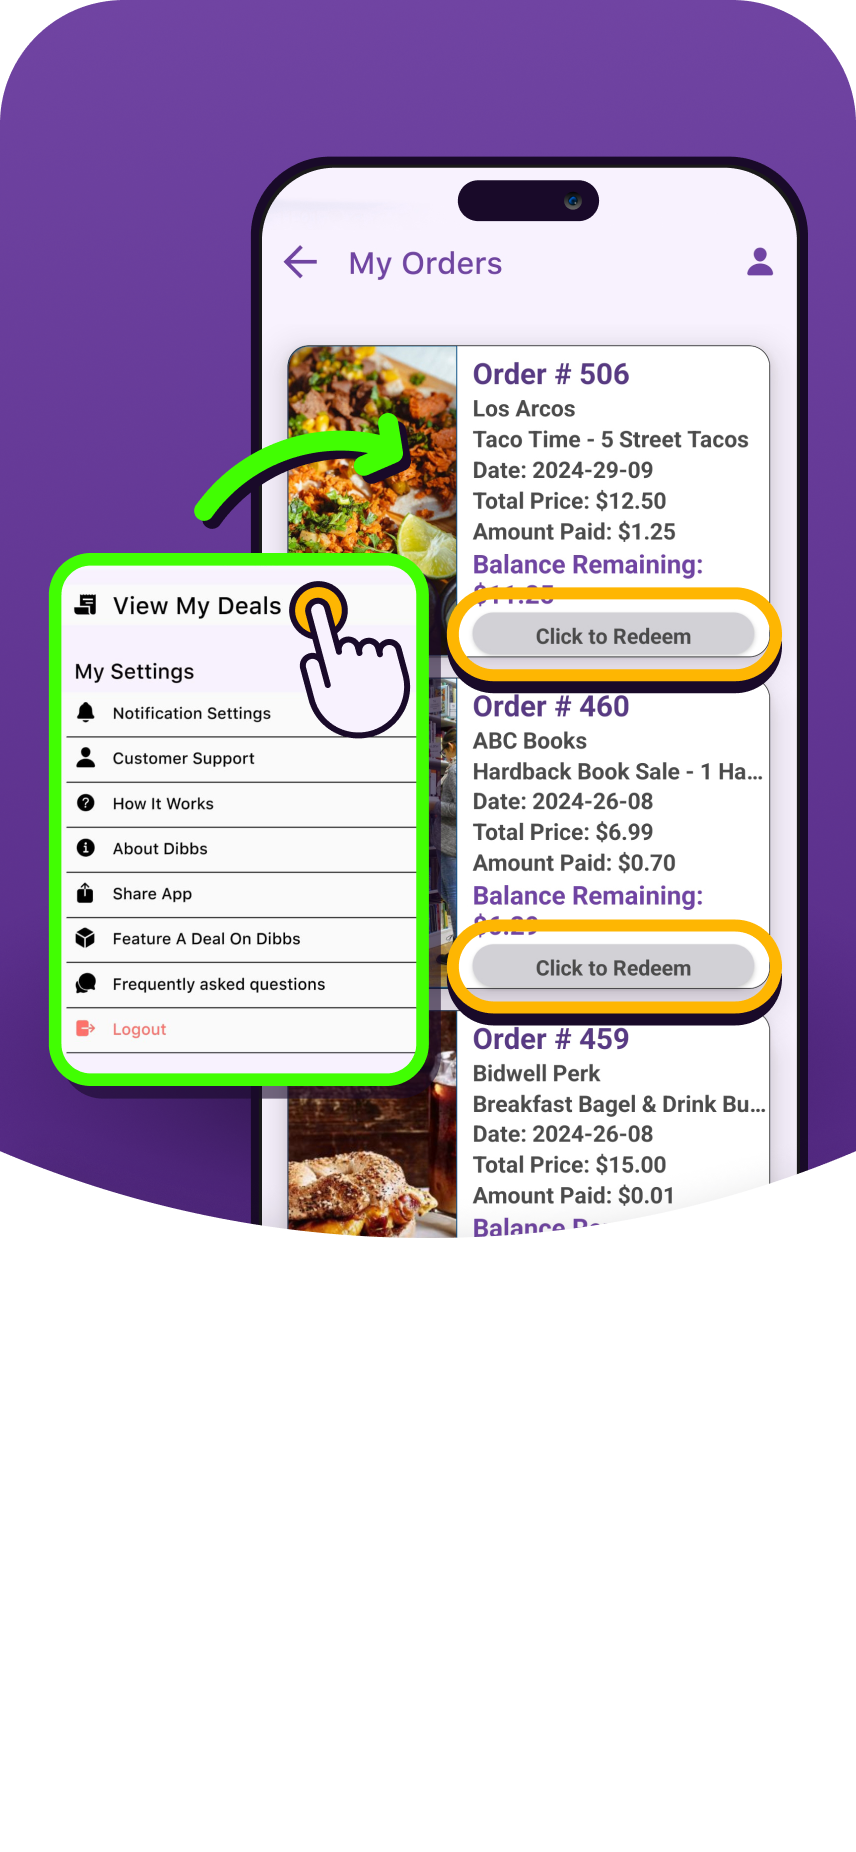 My Orders
Order # 506
Los Arcos
Taco Time - 5 Street Tacos
Date: 2024-29-09
Total Price: $12.50
Amount Paid: $1.25
Balance Remaining:
$11.25
Click to Redeem
View My Deals
My Settings
Notification Settings
Customer Support
How It Works
About Dibbs
Share App
Feature A Deal On Dibbs
Frequently asked questions
Logout
Order # 460
ABC Books
Hardback Book Sale - 1 Ha...
Date: 2024-26-08
Total Price: $6.99
Amount Paid: $0.70
Balance Remaining:
$6.29
Click to Redeem
Order # 459
Bidwell Perk
Breakfast Bagel & Drink Bu...
Date: 2024-26-08
Total Price: $15.00
Amount Paid: $0.01
Balance